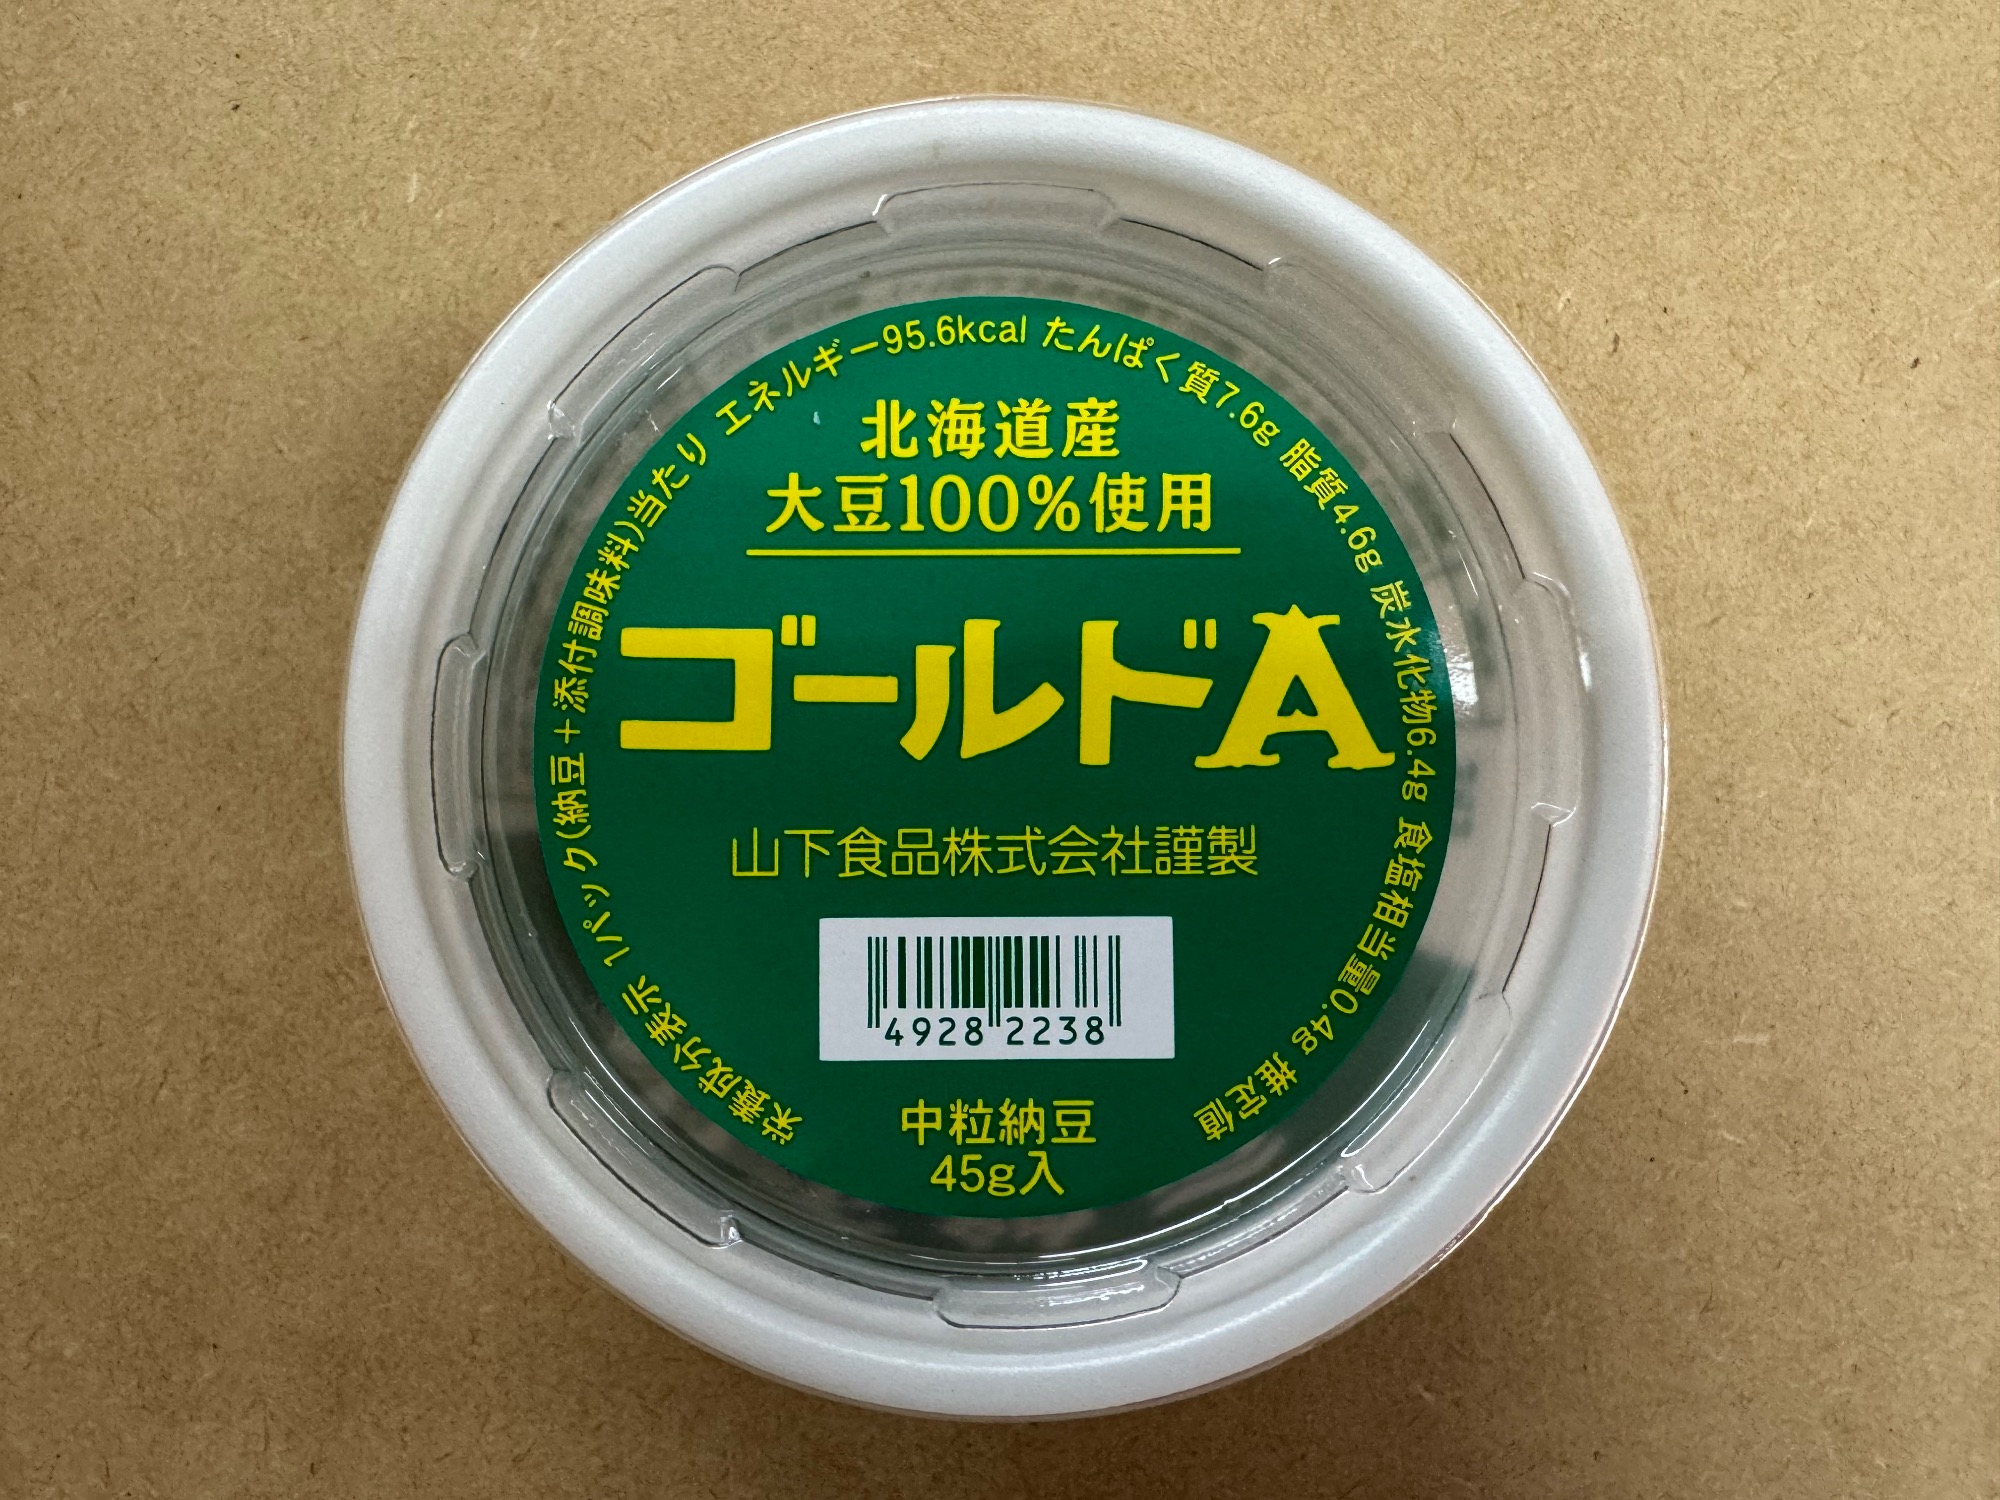 栄養成分表示 1パック(納豆+添付調味料)当たり エネルギー95.6kcal たんぱく質7.6g 脂質4.6g 炭水化物6.4g 食塩相当量0.4g 推定値
北海道産
大豆100%使用
ゴールドA
山下食品株式会社謹製
4928 2238
中粒納豆
45g入